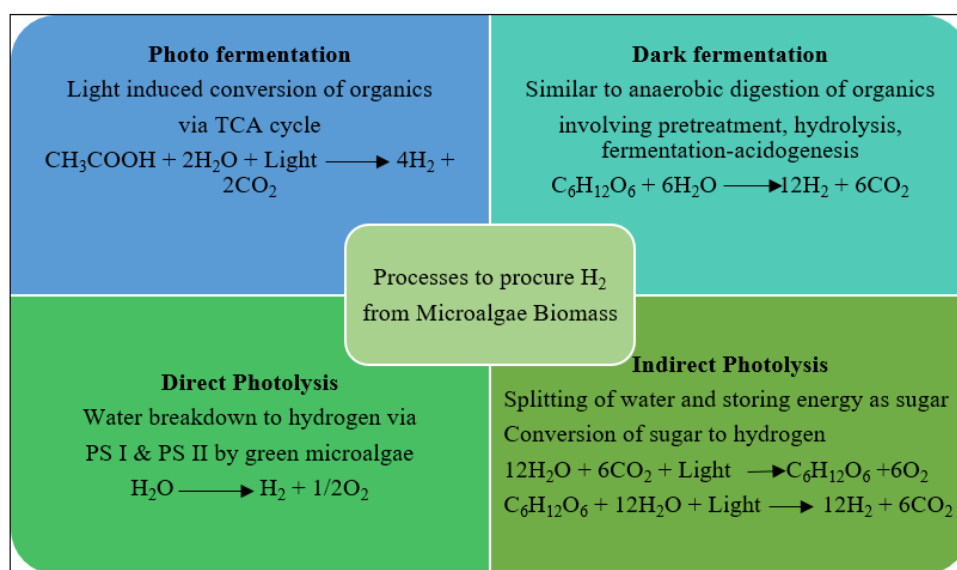 Photo fermentation
Light induced conversion of organics
via TCA cycle
CH₃COOH + 2H₂O + Light ⟶ 4H₂ +
2CO₂
Dark fermentation
Similar to anaerobic digestion of organics
involving pretreatment, hydrolysis,
fermentation-acidogenesis
C₆H₁₂O₆ + 6H₂O ⟶12H₂ + 6CO₂
Processes to procure H₂
from Microalgae Biomass
Direct Photolysis
Water breakdown to hydrogen via
PS I & PS II by green microalgae
H₂O ⟶ H₂ + 1/2O₂
Indirect Photolysis
Splitting of water and storing energy as sugar
Conversion of sugar to hydrogen
12H₂O + 6CO₂ + Light ⟶C₆H₁₂O₆ +6O₂
C₆H₁₂O₆ + 12H₂O + Light ⟶ 12H₂ + 6CO₂